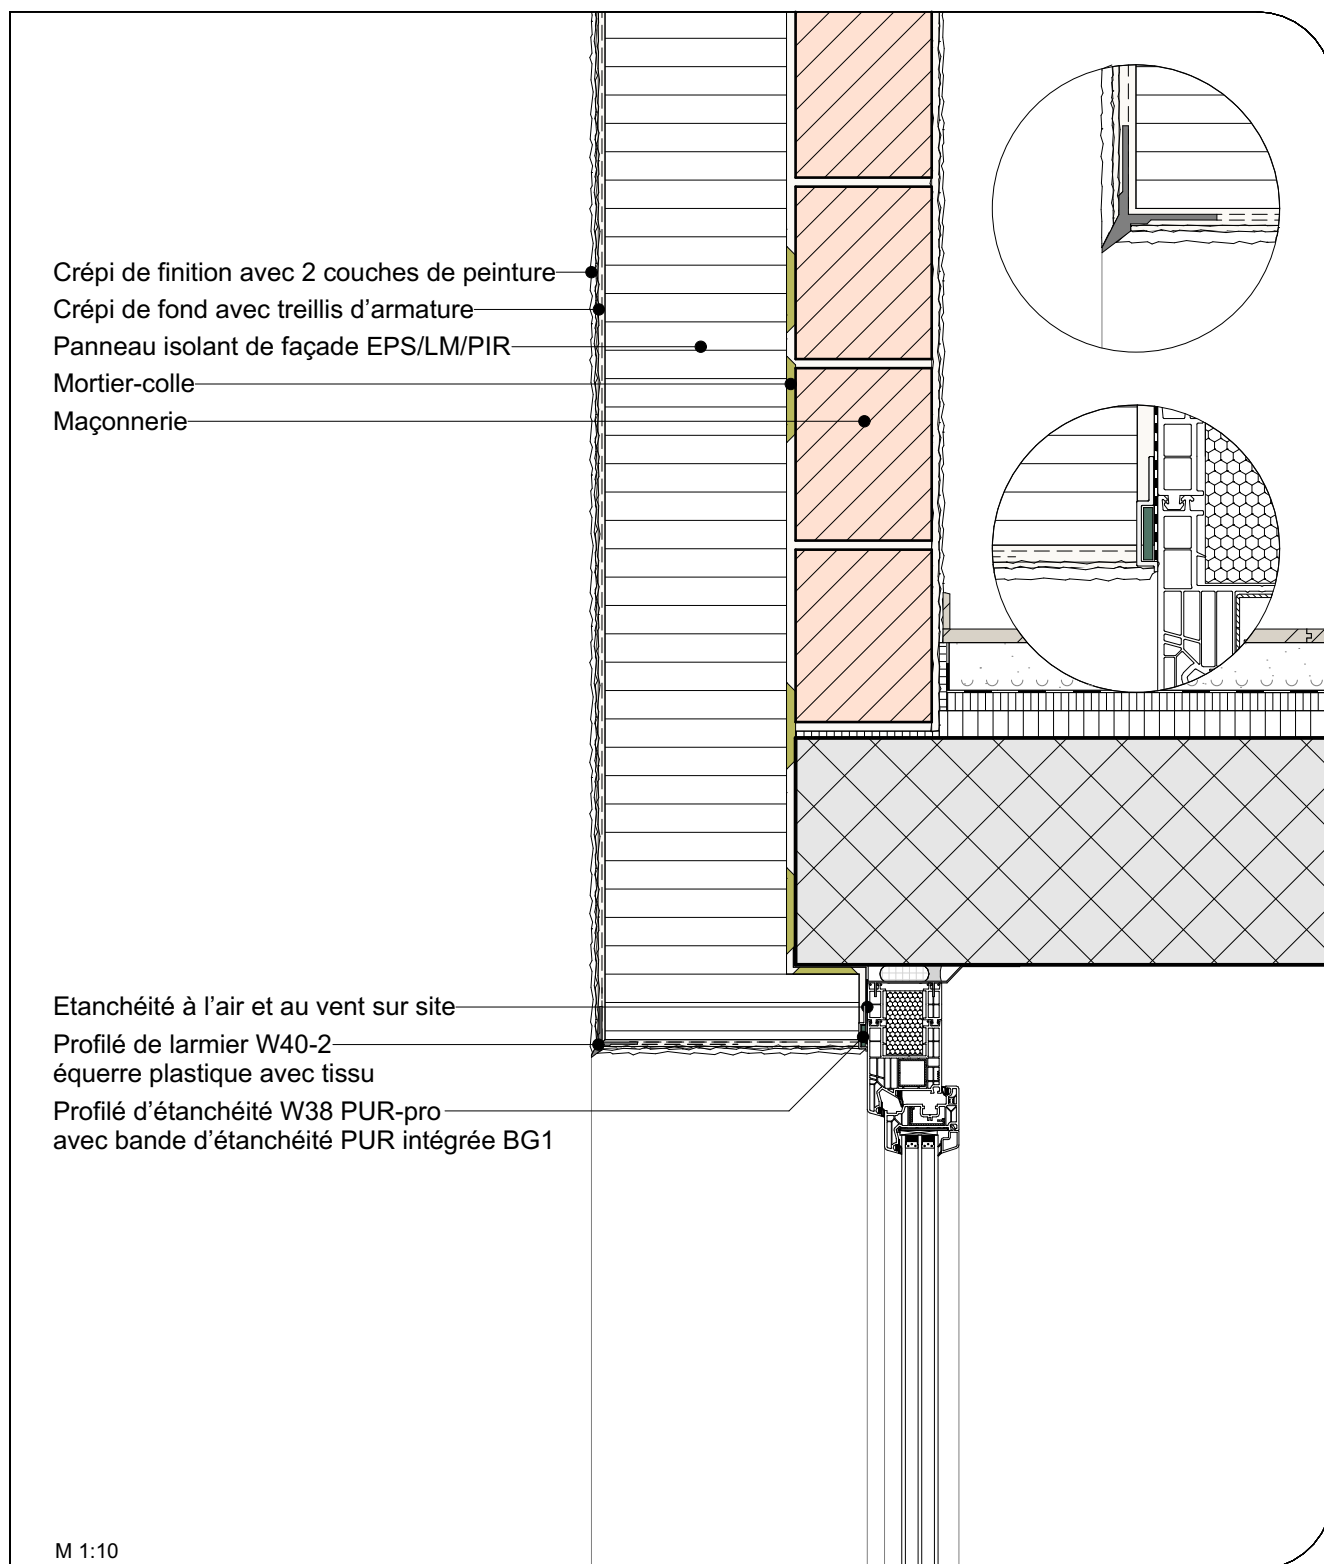 Crépi de finition avec 2 couches de peinture
Crépi de fond avec treillis d’armature
Panneau isolant de façade EPS/LM/PIR
Mortier-colle
Maçonnerie
Etanchéité à l’air et au vent sur site
Profilé de larmier W40-2
équerre plastique avec tissu
Profilé d’étanchéité W38 PUR-pro
avec bande d’étanchéité PUR intégrée BG1
M 1:10